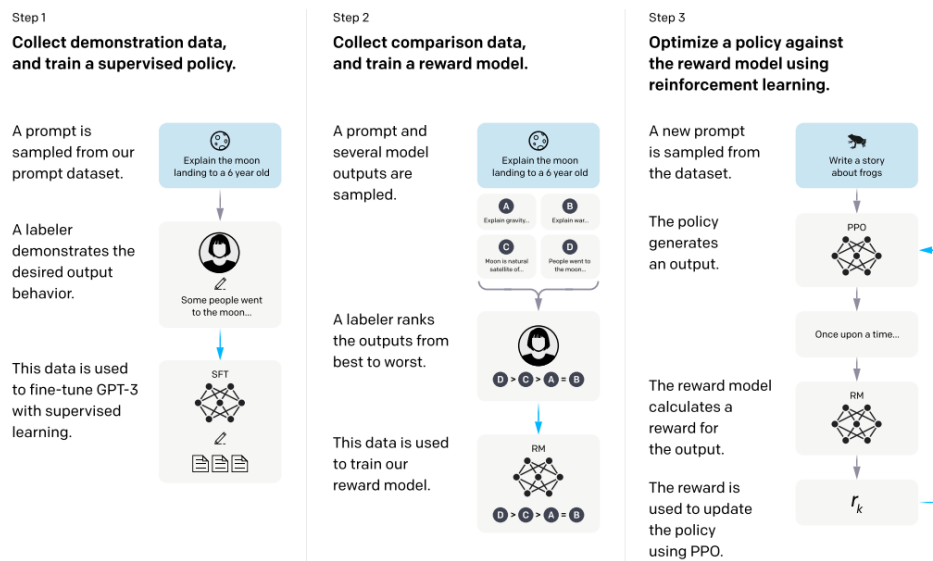 Step 1
Collect demonstration data,
and train a supervised policy.
A prompt is
sampled from our
prompt dataset.
Explain the moon
landing to a 6 year old
A labeler
demonstrates the
desired output
behavior.
Some people went
to the moon...
This data is used
to fine-tune GPT-3
with supervised
learning.
SFT
Step 2
Collect comparison data,
and train a reward model.
A prompt and
several model
outputs are
sampled.
Explain the moon
landing to a 6 year old
A
Explain gravity...
B
Explain war...
C
Moon is natural
satellite of...
D
People went to
the moon...
A labeler ranks
the outputs from
best to worst.
D > C > A = B
This data is used
to train our
reward model.
RM
D > C > A = B
Step 3
Optimize a policy against
the reward model using
reinforcement learning.
A new prompt
is sampled from
the dataset.
Write a story
about frogs
The policy
generates
an output.
PPO
Once upon a time...
The reward model
calculates a
reward for
the output.
RM
The reward is
used to update
the policy
using PPO.
rₖ